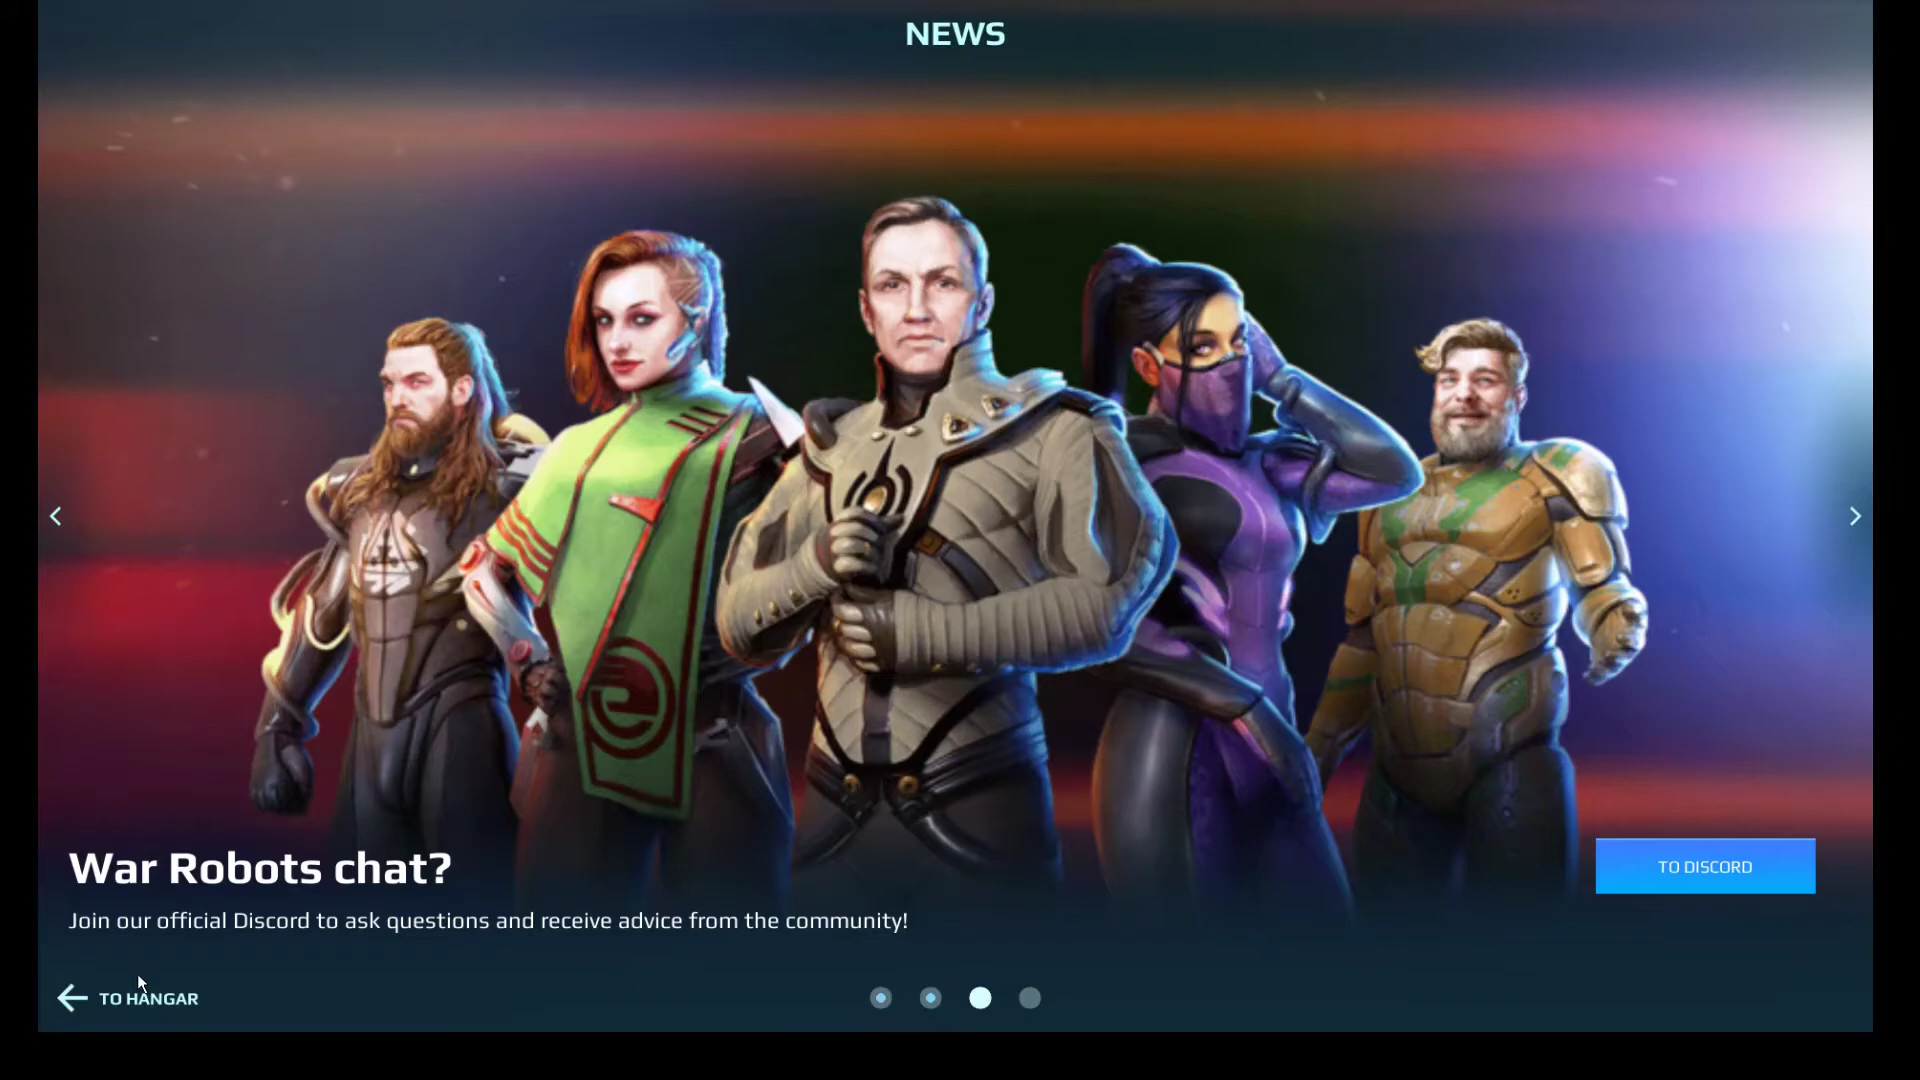 NEWS
War Robots chat?
TO DISCORD
Join our official Discord to ask questions and receive advice from the community!
TO HANGAR